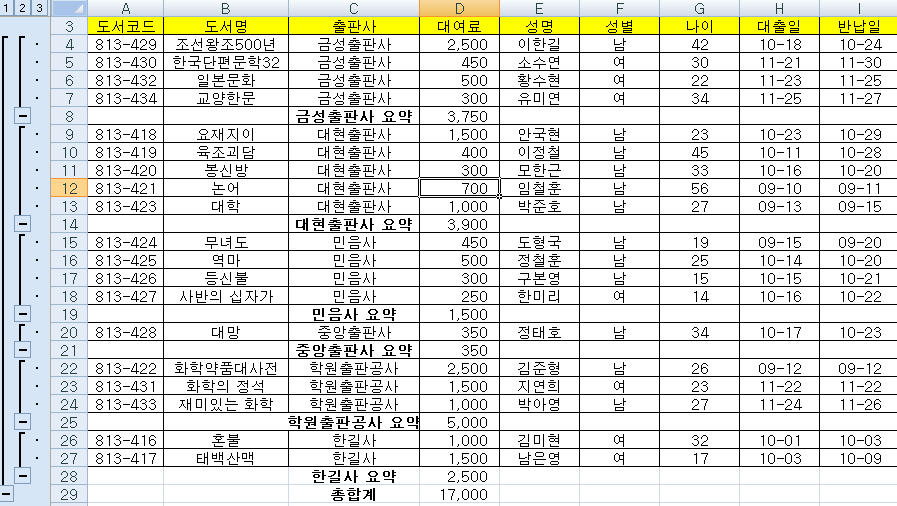 1 2 3 A B C D E F G H I
3 도서코드 도서명 출판사 대여료 성명 성별 나이 대출일 반납일
4 813-429 조선왕조500년 금성출판사 2,500 이한길 남 42 10-18 10-24
5 813-430 한국단편문학32 금성출판사 450 소수연 여 30 11-21 11-30
6 813-432 일본문화 금성출판사 500 황수현 여 22 11-23 11-25
7 813-434 교양한문 금성출판사 300 유미연 여 34 11-25 11-27
8 금성출판사 요약 3,750
9 813-418 요재지이 대현출판사 1,500 안국현 남 23 10-23 10-29
10 813-419 육조괴담 대현출판사 400 이정철 남 45 10-11 10-28
11 813-420 봉신방 대현출판사 300 모한근 남 33 10-16 10-20
12 813-421 논어 대현출판사 700 임철훈 남 56 09-10 09-11
13 813-423 대학 대현출판사 1,000 박준호 남 27 09-13 09-15
14 대현출판사 요약 3,900
15 813-424 무녀도 민음사 450 도형국 남 19 09-15 09-20
16 813-425 역마 민음사 500 정철훈 남 25 10-14 10-20
17 813-426 등신불 민음사 300 구본영 남 15 10-15 10-21
18 813-427 사반의 십자가 민음사 250 한미리 여 14 10-16 10-22
19 민음사 요약 1,500
20 813-428 대망 중앙출판사 350 정태호 남 34 10-17 10-23
21 중앙출판사 요약 350
22 813-422 화학약품대사전 학원출판공사 2,500 김준형 남 26 09-12 09-12
23 813-431 화학의 정석 학원출판공사 1,500 지연희 여 23 11-22 11-22
24 813-433 재미있는 화학 학원출판공사 1,000 박아영 남 27 11-24 11-26
25 학원출판공사 요약 5,000
26 813-416 혼불 한길사 1,000 김미현 여 32 10-01 10-03
27 813-417 태백산맥 한길사 1,500 남은영 여 17 10-03 10-09
28 한길사 요약 2,500
29 총합계 17,000